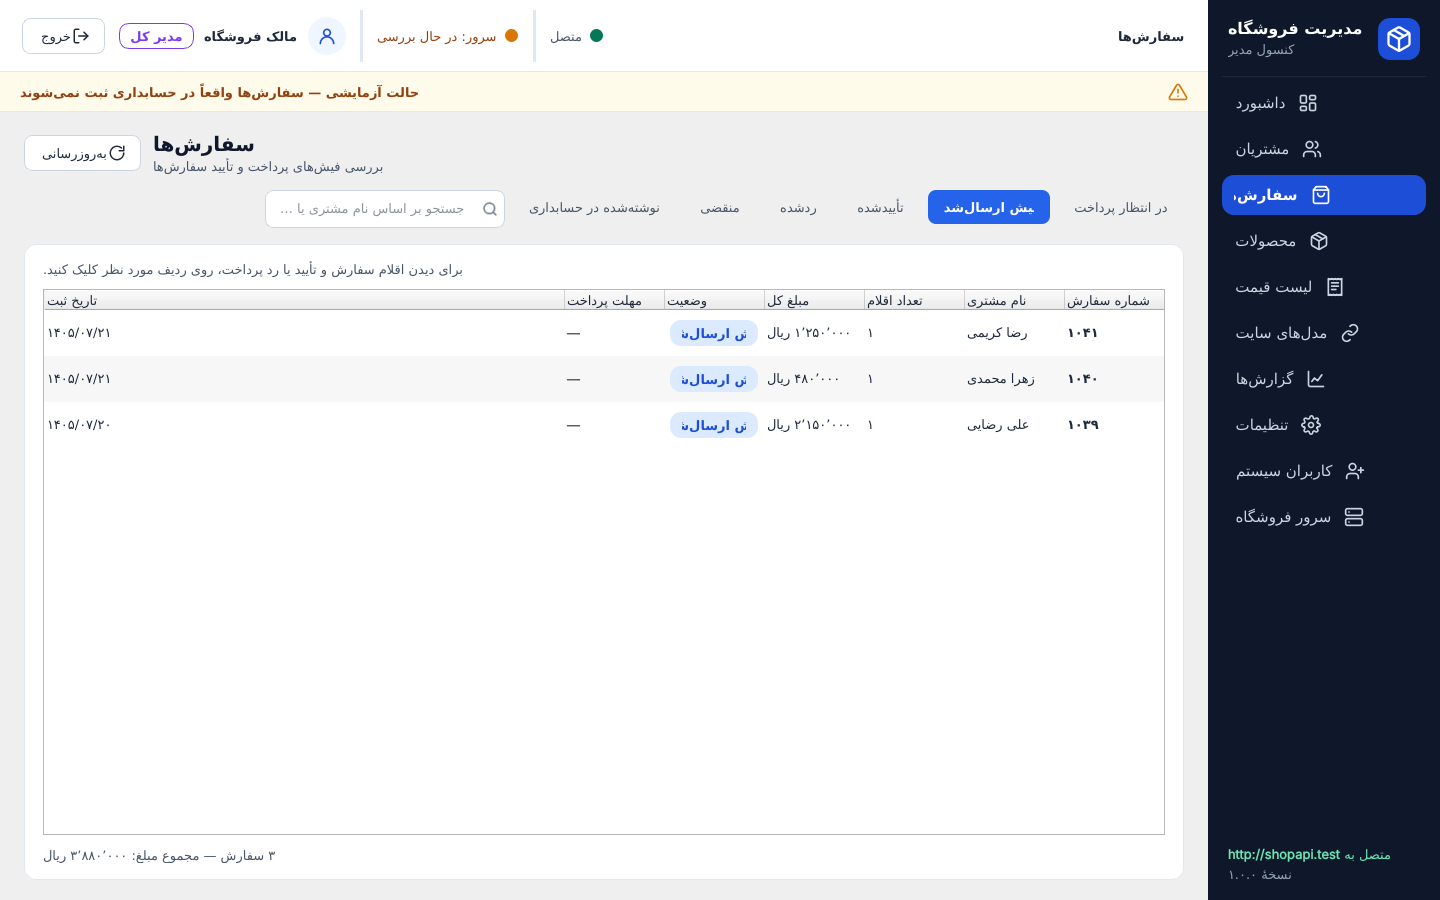 مدیریت فروشگاه
کنسول مدیر
داشبورد
مشتریان
سفارش‌ه
محصولات
لیست قیمت
مدل‌های سایت
گزارش‌ها
تنظیمات
کاربران سیستم
سرور فروشگاه
متصل به http://shopapi.test
نسخهٔ ۱.۰.۰
سفارش‌ها
متصل
سرور: در حال بررسی
مالک فروشگاه
مدیر کل
خروج
حالت آزمایشی — سفارش‌ها واقعاً در حسابداری ثبت نمی‌شوند
سفارش‌ها
بررسی فیش‌های پرداخت و تأیید سفارش‌ها
به‌روزرسانی
در انتظار پرداخت
یش ارسال‌شد
تأییدشده
ردشده
منقضی
نوشته‌شده در حسابداری
جستجو بر اساس نام مشتری یا ...
برای دیدن اقلام سفارش و تأیید یا رد پرداخت، روی ردیف مورد نظر کلیک کنید.
شماره سفارش نام مشتری تعداد اقلام مبلغ کل وضعیت مهلت پرداخت تاریخ ثبت
۱۰۴۱ رضا کریمی ۱ ۱٬۲۵۰٬۰۰۰ ریال ش ارسال‌ش — ۱۴۰۵/۰۷/۲۱
۱۰۴۰ زهرا محمدی ۱ ۴۸۰٬۰۰۰ ریال ش ارسال‌ش — ۱۴۰۵/۰۷/۲۱
۱۰۳۹ علی رضایی ۱ ۲٬۱۵۰٬۰۰۰ ریال ش ارسال‌ش — ۱۴۰۵/۰۷/۲۰
۳ سفارش — مجموع مبلغ: ۳٬۸۸۰٬۰۰۰ ریال